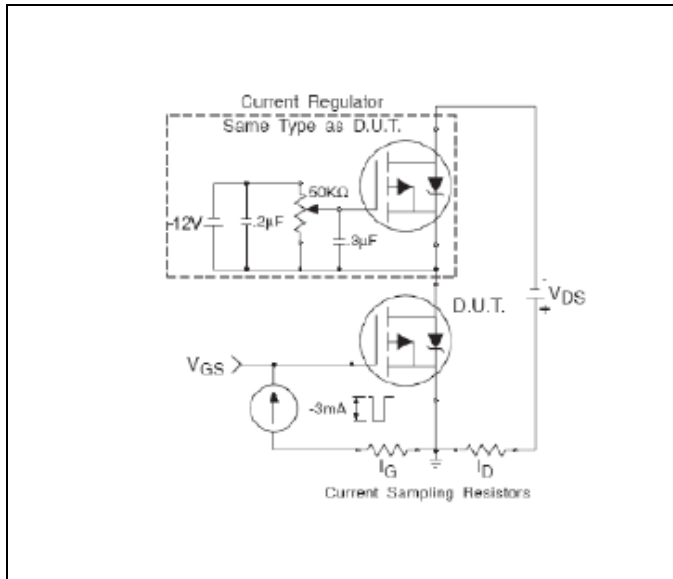 Current Regulator
Same Type as D.U.T.
50KΩ
-12V
.2µF
.3µF
D.U.T.
-
VDS
+
VGS
-3mA
IG
ID
Current Sampling Resistors